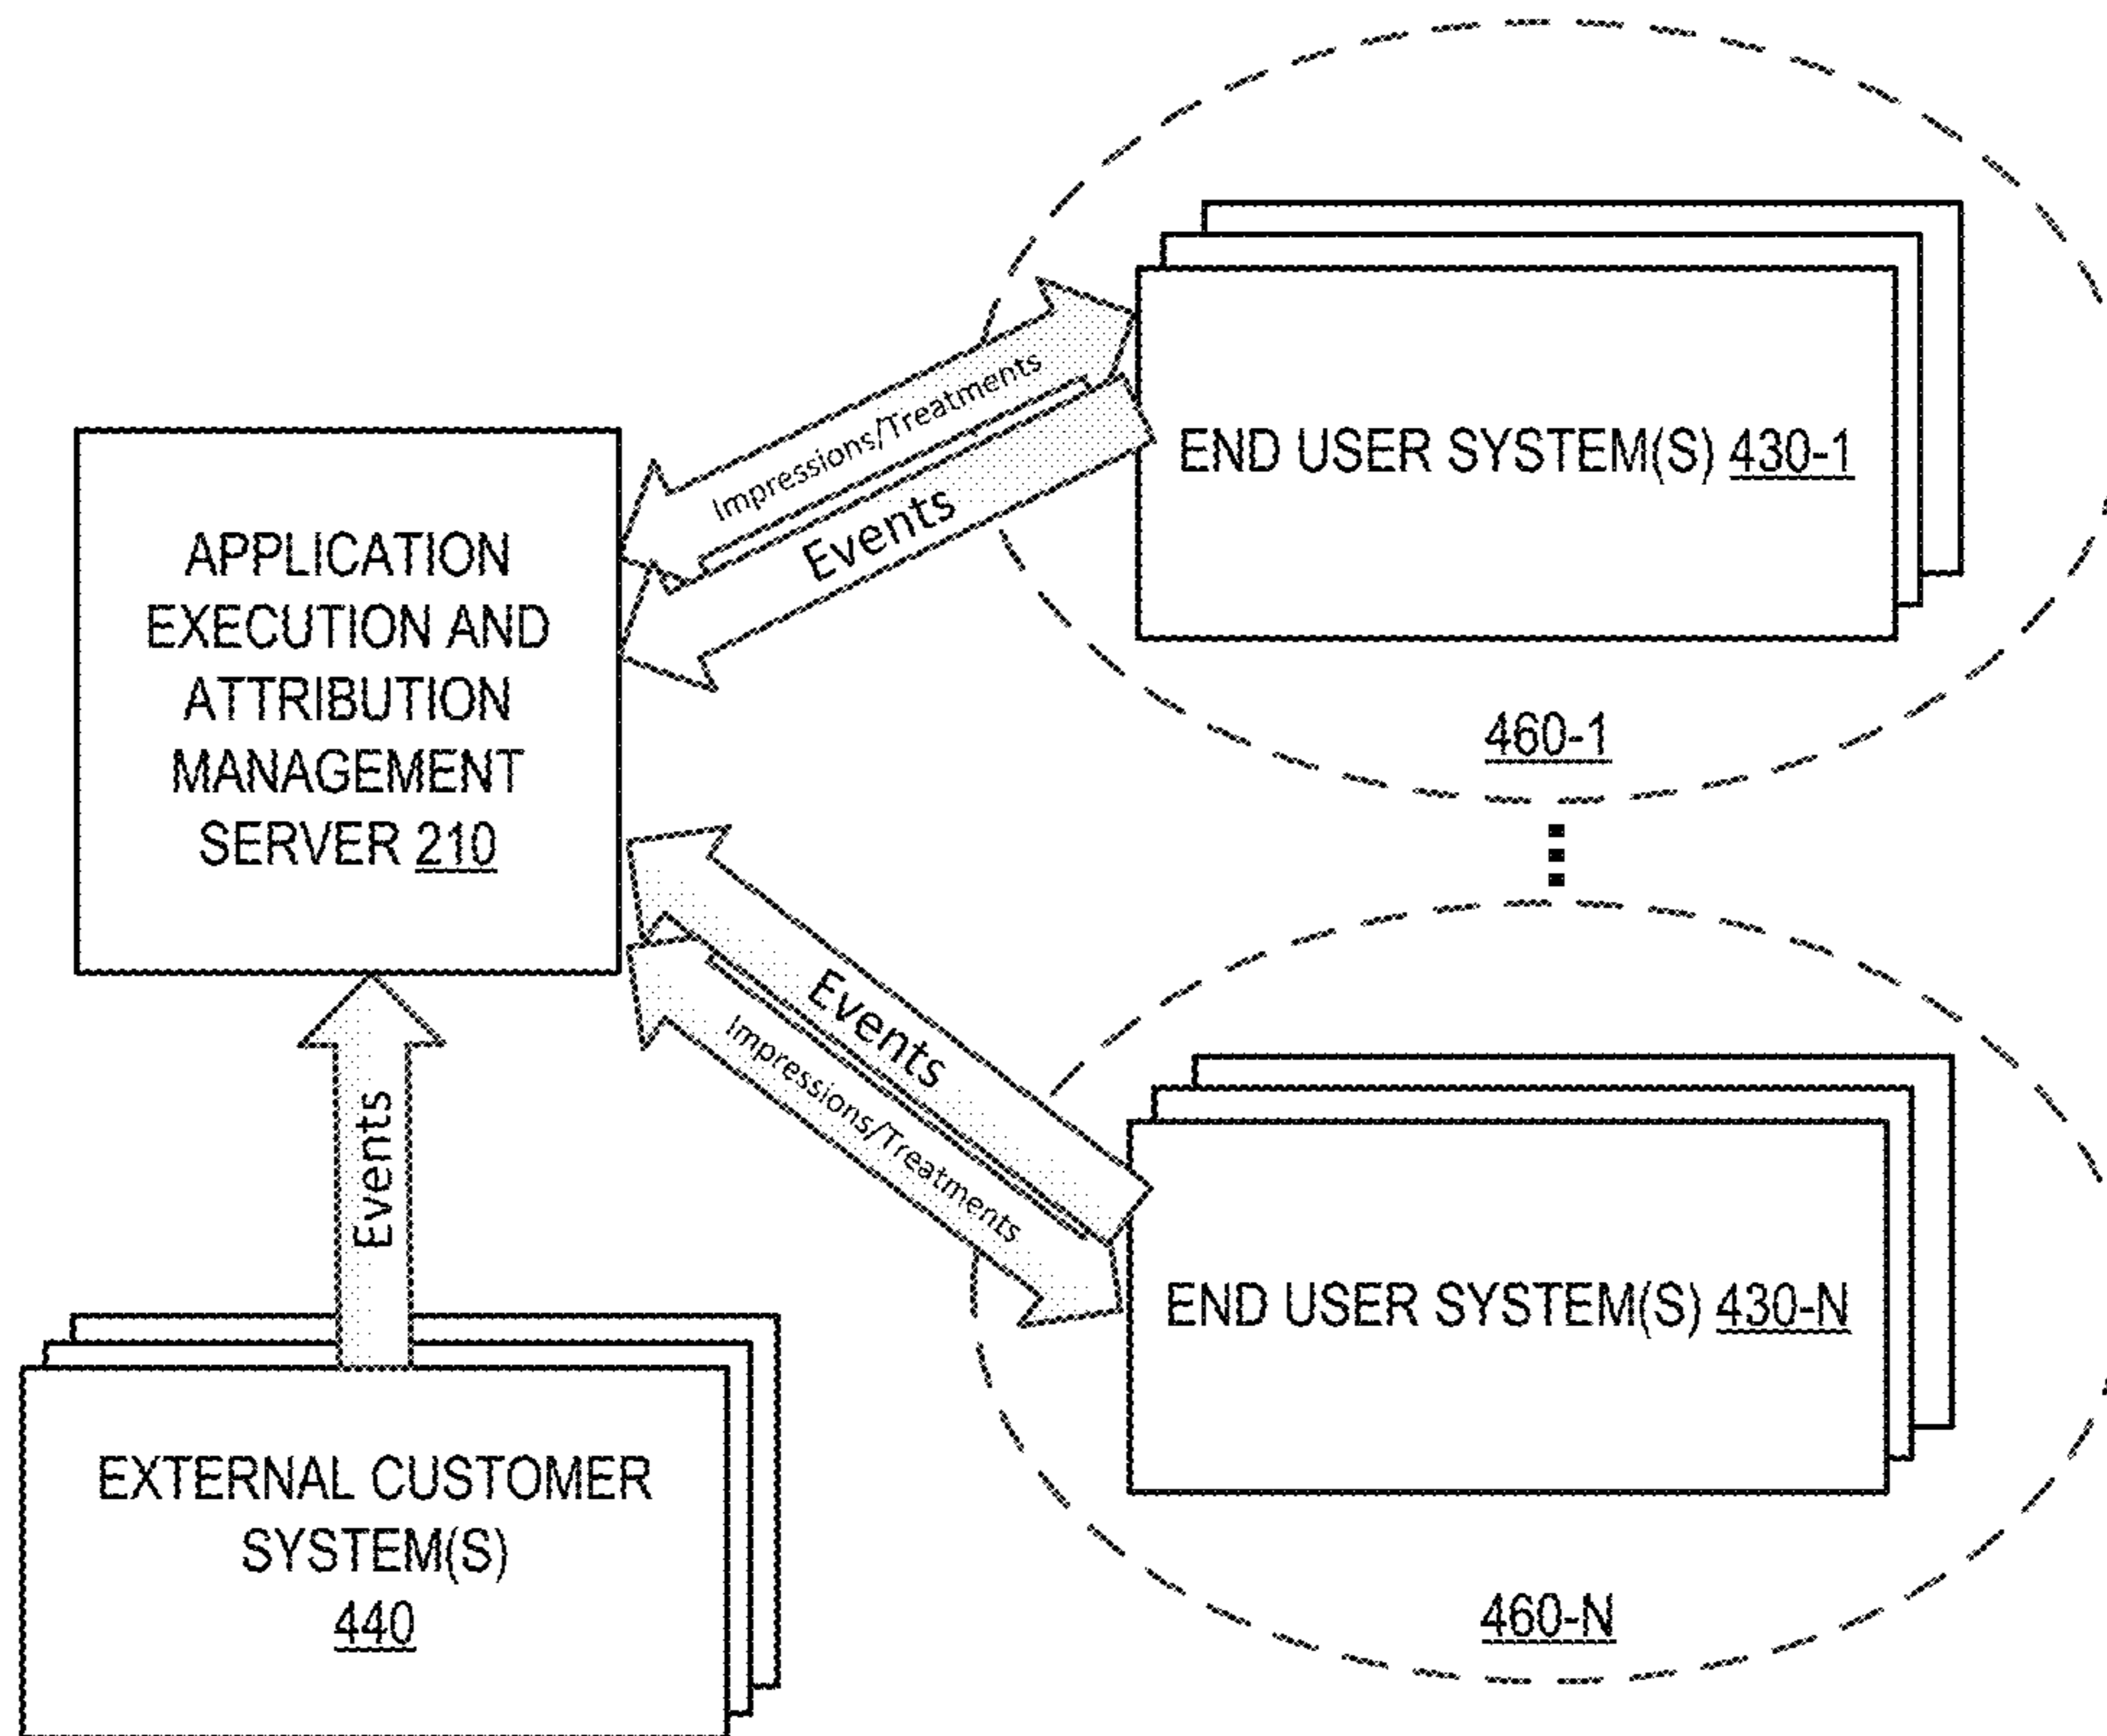 APPLICATION
EXECUTION AND
ATTRIBUTION
MANAGEMENT
SERVER 210
Impressions/Treatments
Events
END USER SYSTEM(S) 430-1
460-1
Events
Impressions/Treatments
END USER SYSTEM(S) 430-N
460-N
Events
EXTERNAL CUSTOMER
SYSTEM(S)
440